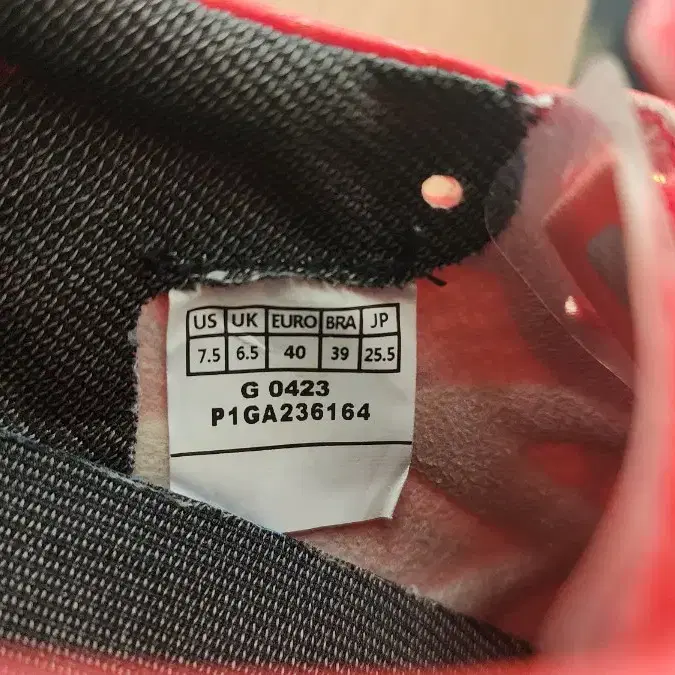 US UK EURO BRA JP
7.5 6.5 40 39 25.5
G 0423
P1GA236164